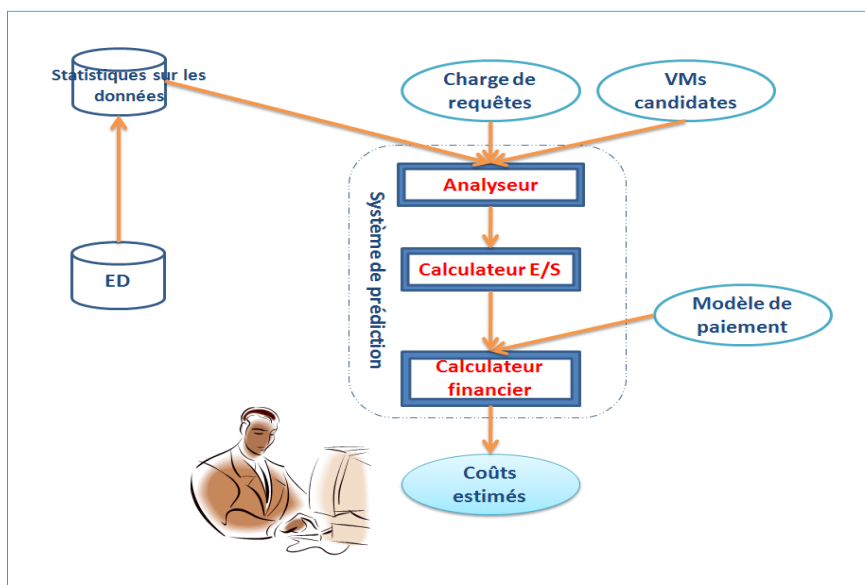 Statistiques sur les
données
Charge de
requêtes
VMs
candidates
Analyseur
Système de prédiction
ED
Calculateur E/S
Modèle de
paiement
Calculateur
financier
Coûts
estimés